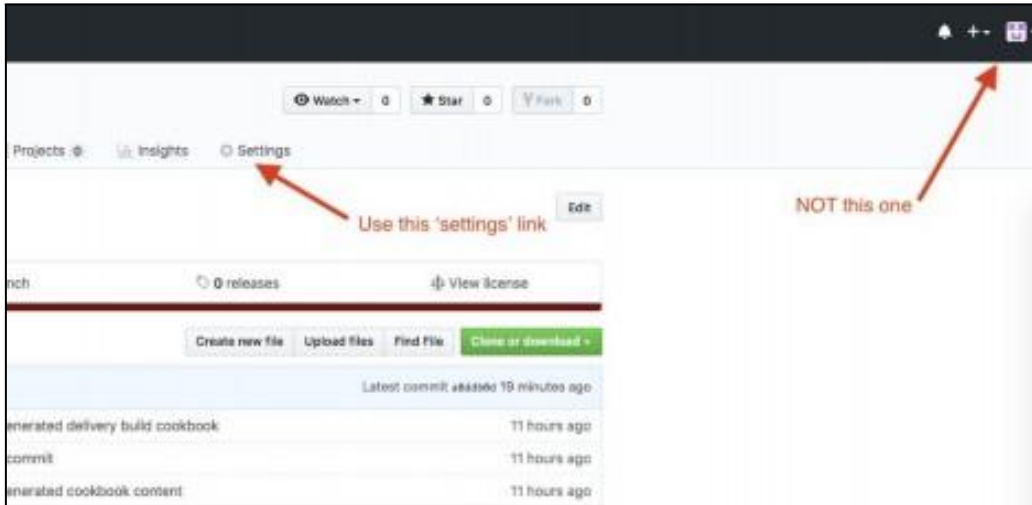 Watch 0 Star 0 Fork 0
Projects 0 Insights Settings
NOT this one
Edit
Use this 'settings' link
nch 0 releases View license
Create new file Upload files Find File Clone or download
Latest commit 19 minutes ago
enerated delivery build cookbook 11 hours ago
commit 11 hours ago
enerated cookbook content 11 hours ago